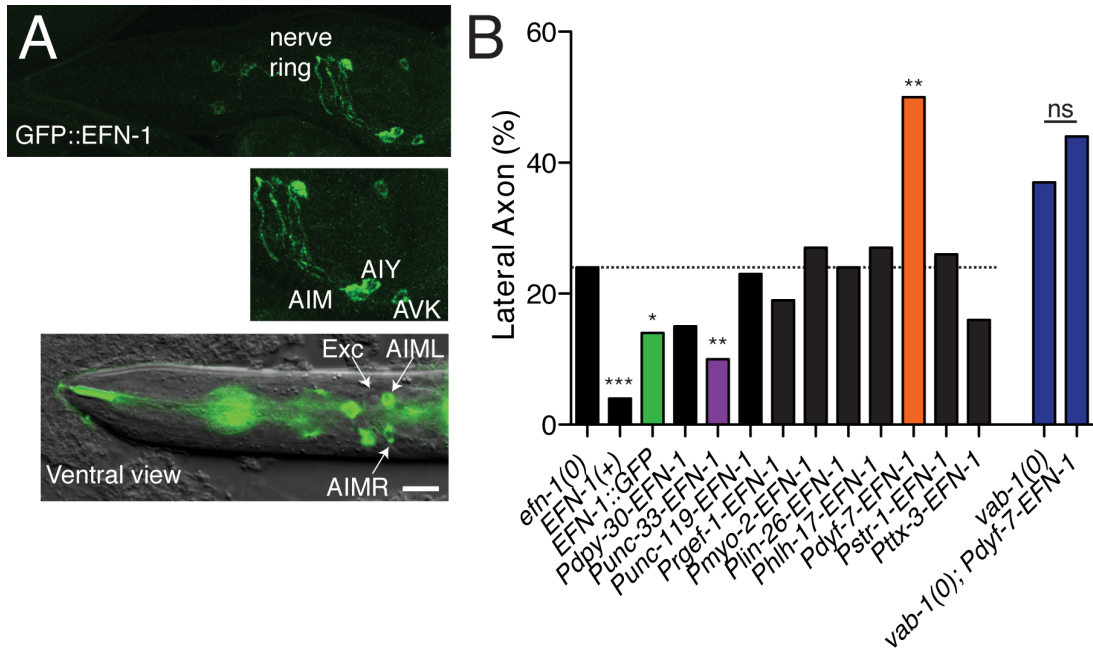 A
nerve
ring
GFP::EFN-1
AIY
AIM
AVK
Exc
AIML
Ventral view
AIMR
B
Lateral Axon (%)
60
40
20
0
***
*
**
**
ns
efn-1(0)
EFN-1(+)
EFN-1::GFP
Pdpy-30-EFN-1
Punc-33-EFN-1
Punc-119-EFN-1
Prgef-1-EFN-1
Pmyo-2-EFN-1
Plin-26-EFN-1
Phlh-17-EFN-1
Pdyf-7-EFN-1
Pstr-1-EFN-1
Pttx-3-EFN-1
vab-1(0)
vab-1(0); Pdyf-7-EFN-1